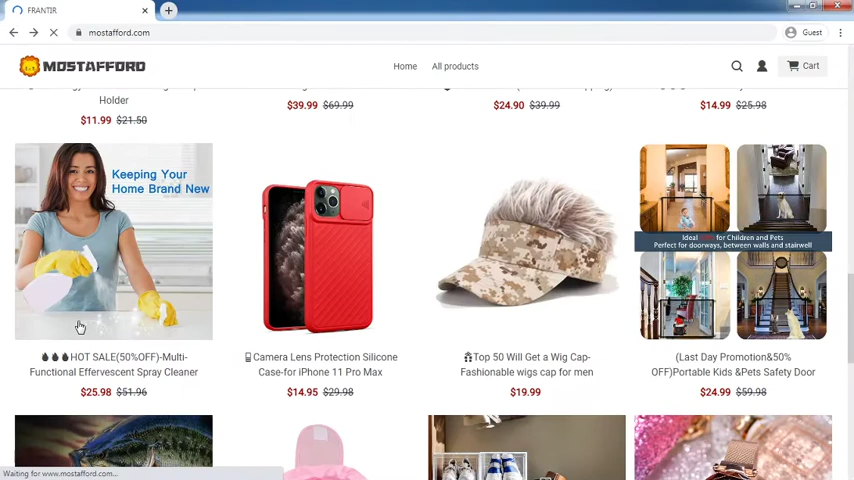 FRANTIR
mostafford.com
Guest
MOSTAFFORD
Home
All products
Cart
Holder
$11.99 $21.50
$39.99 $69.99
$24.90 $39.99
$14.99 $25.98
Keeping Your
Home Brand New
for Children and Pets
Perfect for doorways, between walls and stairwell
HOT SALE(50%OFF)-Multi-
Functional Effervescent Spray Cleaner
$25.98 $51.96
Camera Lens Protection Silicone
Case-for iPhone 11 Pro Max
$14.95 $29.98
Top 50 Will Get a Wig Cap-
Fashionable wigs cap for men
$19.99
(Last Day Promotion&50%
OFF)Portable Kids &Pets Safety Door
$24.99 $59.98
Waiting for www.mostafford.com...